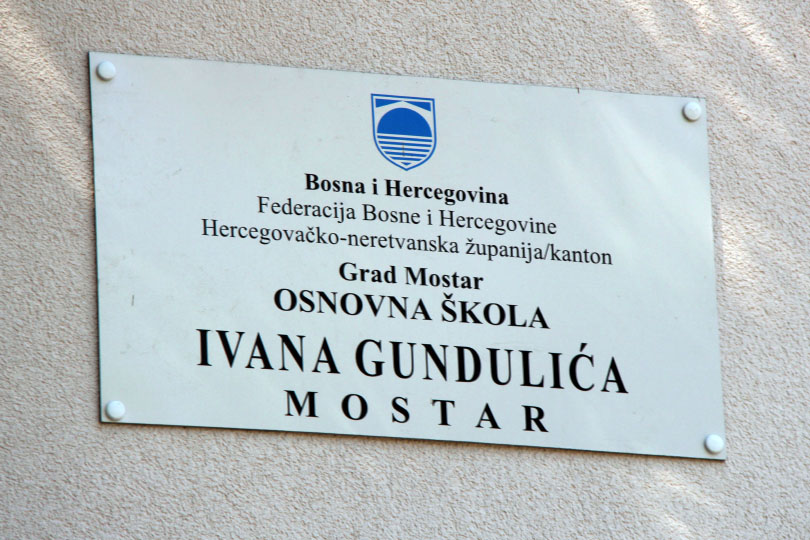 Bosna i Hercegovina
Federacija Bosne i Hercegovine
Hercegovačko-neretvanska županija/kanton
Grad Mostar
OSNOVNA ŠKOLA
IVANA GUNDULIĆA
MOSTAR